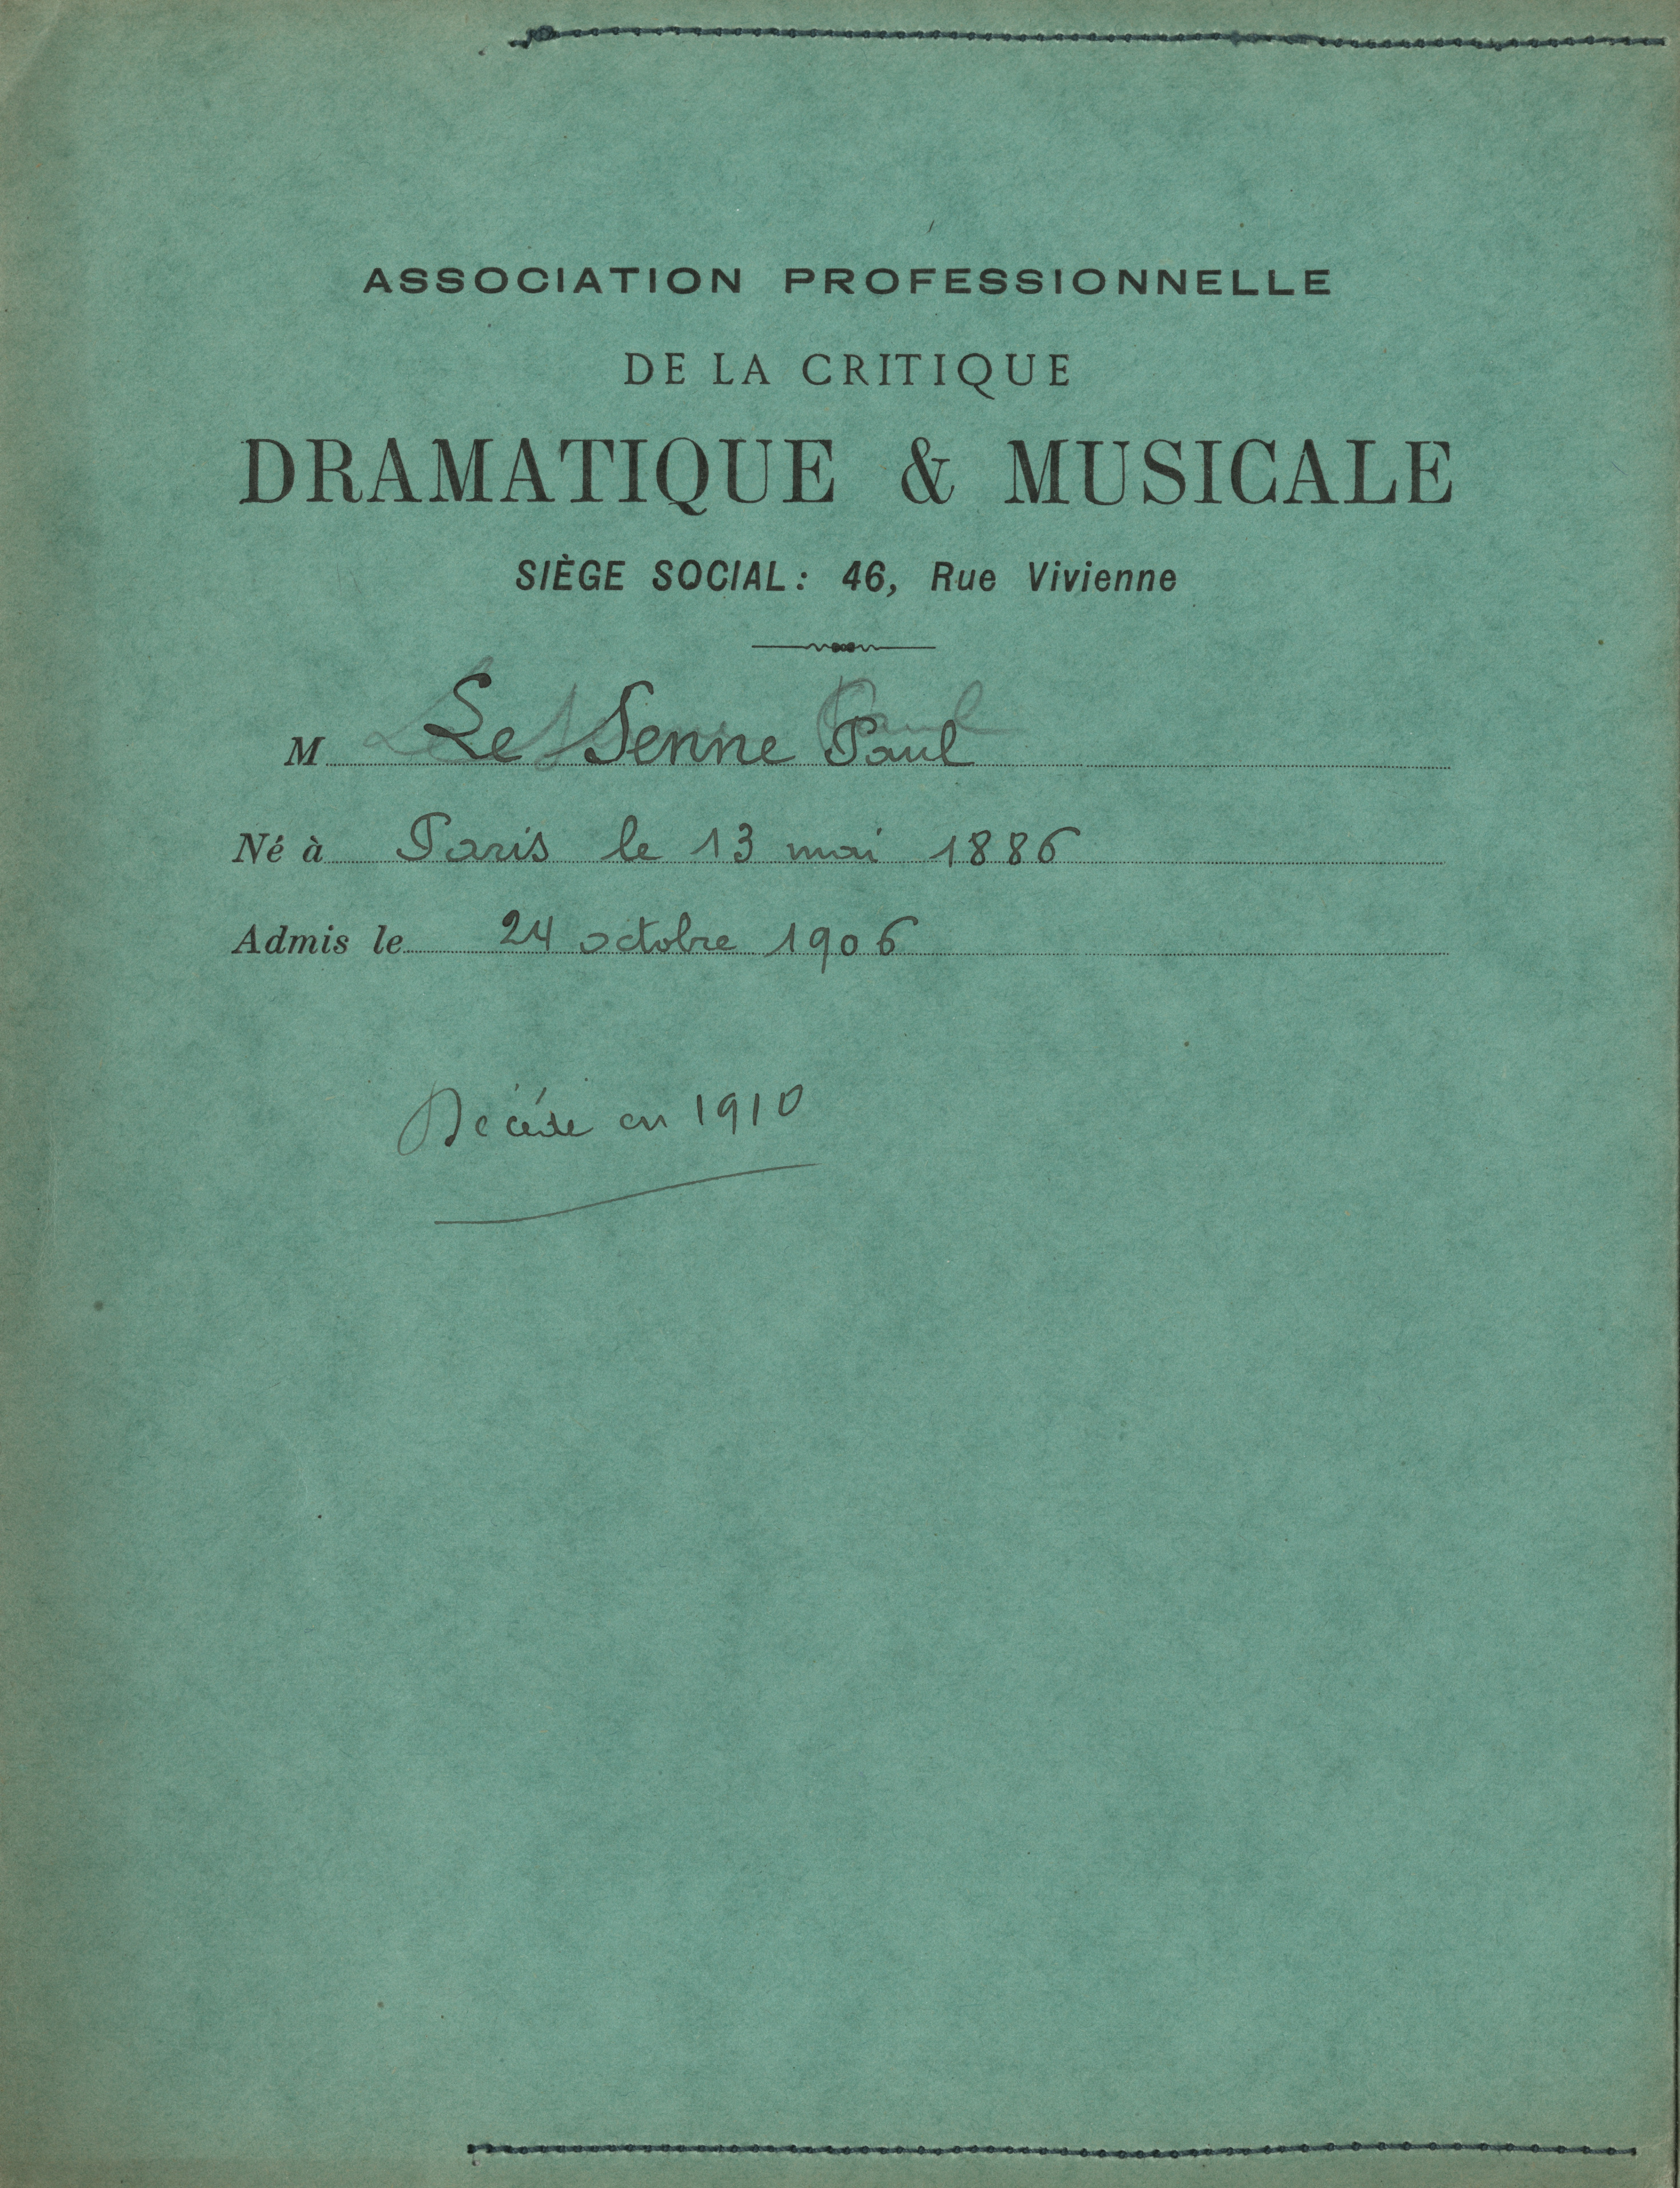 ASSOCIATION PROFESSIONNELLE
DE LA CRITIQUE
DRAMATIQUE & MUSICALE
SIÈGE SOCIAL : 46, Rue Vivienne
M Le Senne Paul
Né à Paris le 13 mai 1886
Admis le 24 octobre 1906
Décédé en 1910